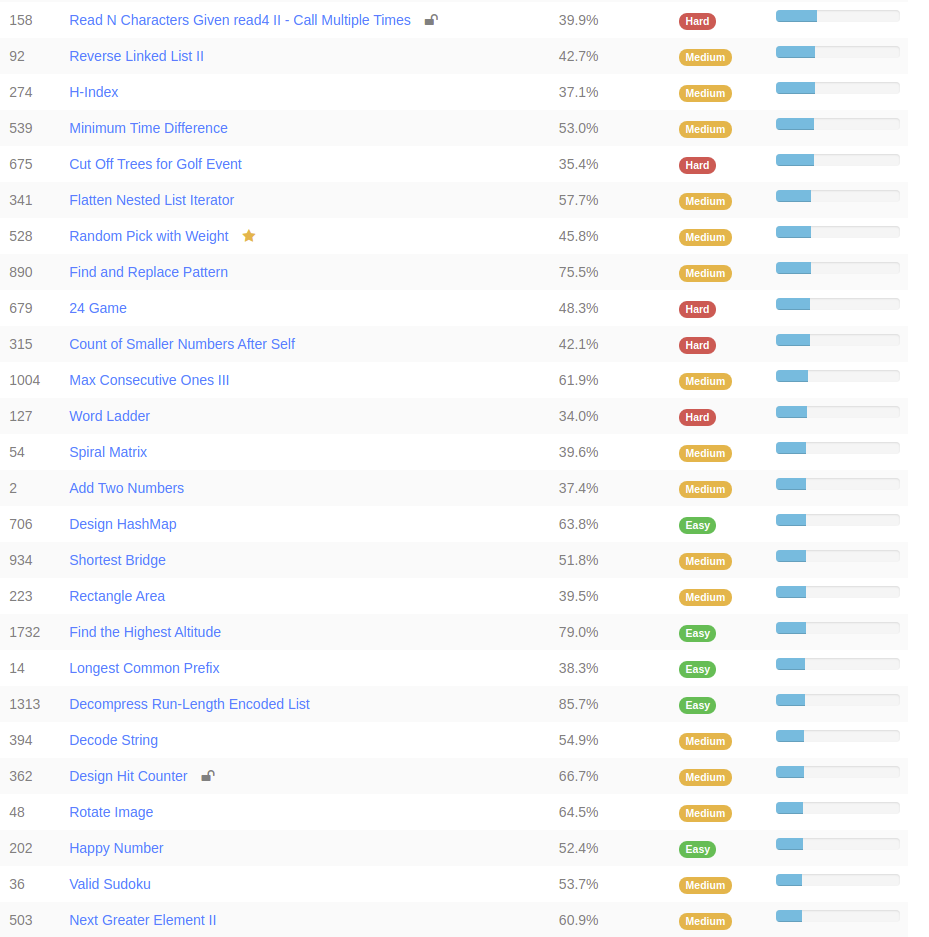 158 Read N Characters Given read4 II - Call Multiple Times 39.9% Hard
92 Reverse Linked List II 42.7% Medium
274 H-Index 37.1% Medium
539 Minimum Time Difference 53.0% Medium
675 Cut Off Trees for Golf Event 35.4% Hard
341 Flatten Nested List Iterator 57.7% Medium
528 Random Pick with Weight 45.8% Medium
890 Find and Replace Pattern 75.5% Medium
679 24 Game 48.3% Hard
315 Count of Smaller Numbers After Self 42.1% Hard
1004 Max Consecutive Ones III 61.9% Medium
127 Word Ladder 34.0% Hard
54 Spiral Matrix 39.6% Medium
2 Add Two Numbers 37.4% Medium
706 Design HashMap 63.8% Easy
934 Shortest Bridge 51.8% Medium
223 Rectangle Area 39.5% Medium
1732 Find the Highest Altitude 79.0% Easy
14 Longest Common Prefix 38.3% Easy
1313 Decompress Run-Length Encoded List 85.7% Easy
394 Decode String 54.9% Medium
362 Design Hit Counter 66.7% Medium
48 Rotate Image 64.5% Medium
202 Happy Number 52.4% Easy
36 Valid Sudoku 53.7% Medium
503 Next Greater Element II 60.9% Medium